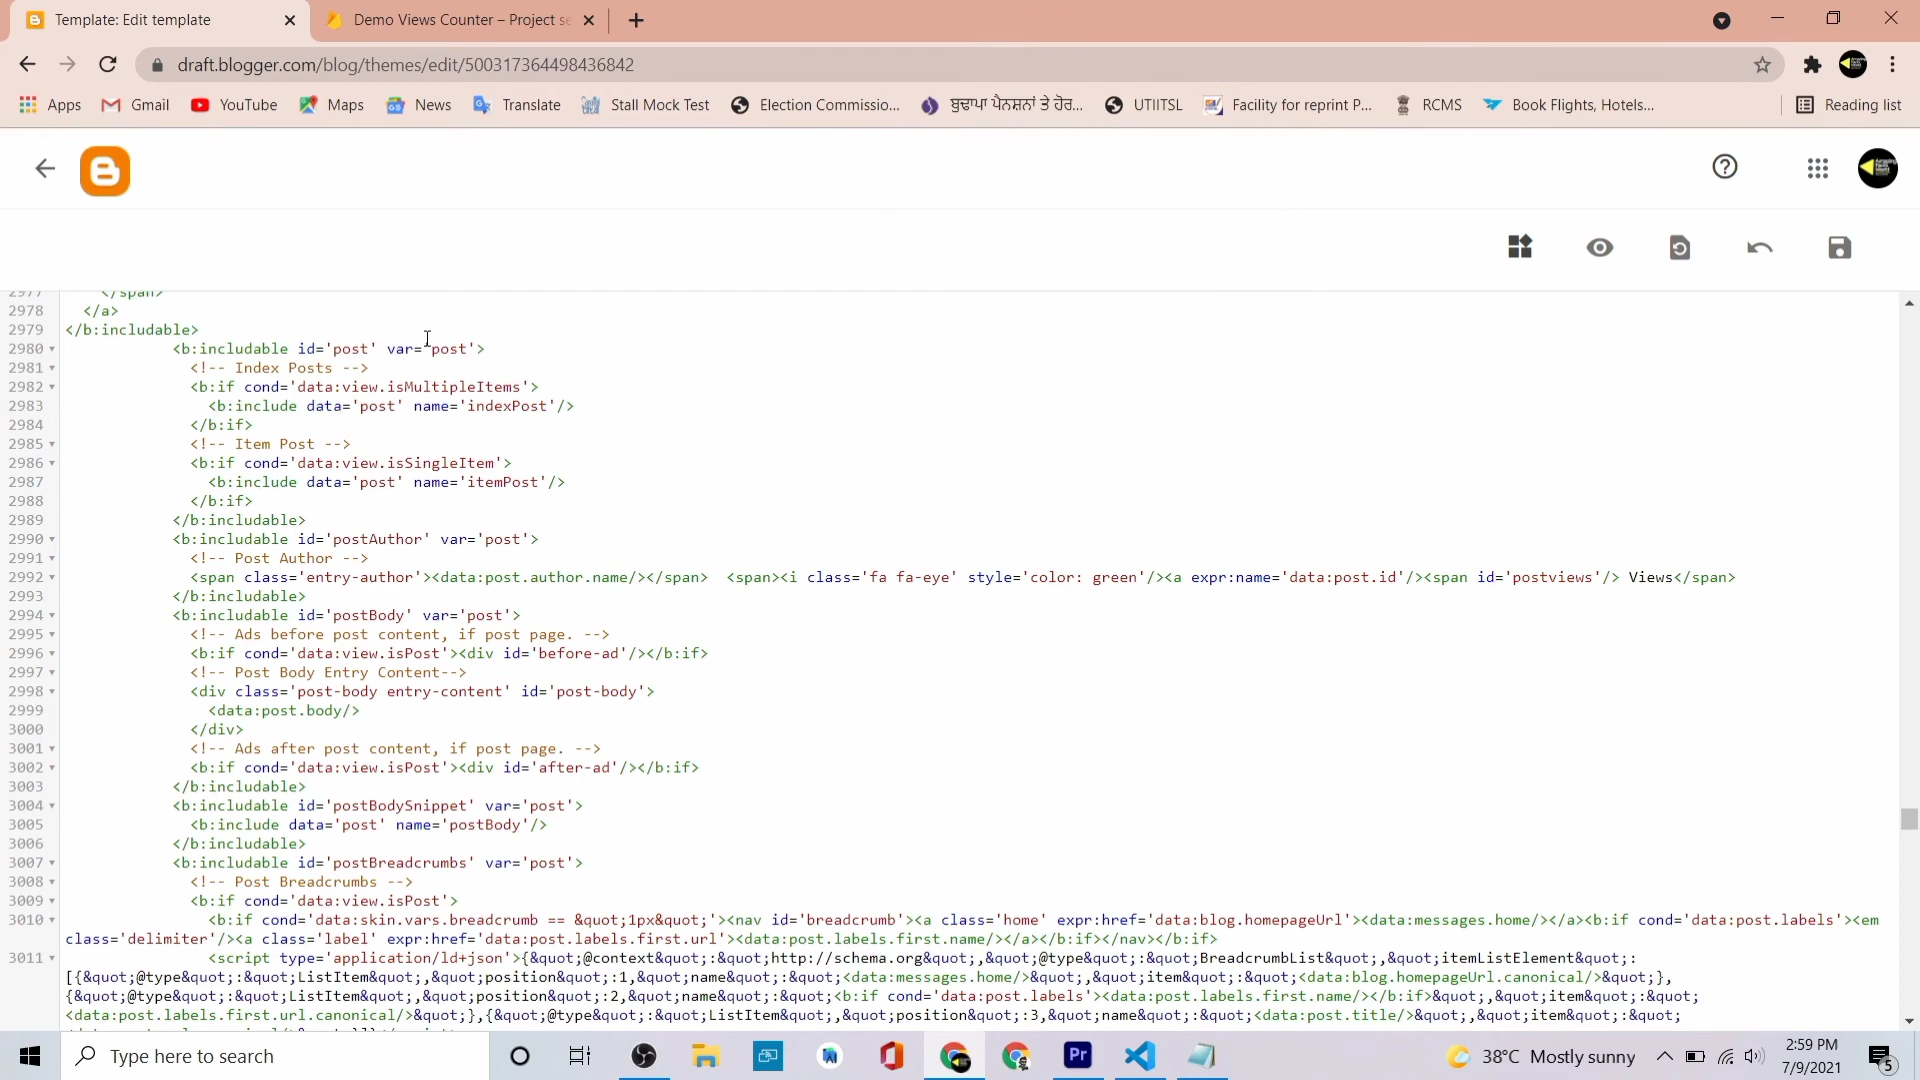 Template: Edit template
Demo Views Counter – Project se
draft.blogger.com/blog/themes/edit/500317364498436842
Apps Gmail YouTube Maps News Translate Stall Mock Test Election Commissio... ਬੁਢਾਪਾ ਪੈਨਸ਼ਨਾਂ ਤੇ ਹੋਰ... UTIITSL Facility for reprint P... RCMS Book Flights, Hotels... Reading list
2977 </span>
2978 </a>
2979 </b:includable>
2980 <b:includable id='post' var='post'>
2981 <!-- Index Posts -->
2982 <b:if cond='data:view.isMultipleItems'>
2983 <b:include data='post' name='indexPost'/>
2984 </b:if>
2985 <!-- Item Post -->
2986 <b:if cond='data:view.isSingleItem'>
2987 <b:include data='post' name='itemPost'/>
2988 </b:if>
2989 </b:includable>
2990 <b:includable id='postAuthor' var='post'>
2991 <!-- Post Author -->
2992 <span class='entry-author'><data:post.author.name/></span>  <span><i class='fa fa-eye' style='color: green'/><a expr:name='data:post.id'/><span id='postviews'/> Views</span>
2993 </b:includable>
2994 <b:includable id='postBody' var='post'>
2995 <!-- Ads before post content, if post page. -->
2996 <b:if cond='data:view.isPost'><div id='before-ad'/></b:if>
2997 <!-- Post Body Entry Content-->
2998 <div class='post-body entry-content' id='post-body'>
2999 <data:post.body/>
3000 </div>
3001 <!-- Ads after post content, if post page. -->
3002 <b:if cond='data:view.isPost'><div id='after-ad'/></b:if>
3003 </b:includable>
3004 <b:includable id='postBodySnippet' var='post'>
3005 <b:include data='post' name='postBody'/>
3006 </b:includable>
3007 <b:includable id='postBreadcrumbs' var='post'>
3008 <!-- Post Breadcrumbs -->
3009 <b:if cond='data:view.isPost'>
3010 <b:if cond='data:skin.vars.breadcrumb == &quot;1px&quot;'><nav id='breadcrumb'><a class='home' expr:href='data:blog.homepageUrl'><data:messages.home/></a><b:if cond='data:post.labels'><em
class='delimiter'/><a class='label' expr:href='data:post.labels.first.url'><data:post.labels.first.name/></a></b:if></nav></b:if>
3011 <script type='application/ld+json'>{&quot;@context&quot;:&quot;http://schema.org&quot;,&quot;@type&quot;:&quot;BreadcrumbList&quot;,&quot;itemListElement&quot;:
[{&quot;@type&quot;:&quot;ListItem&quot;,&quot;position&quot;:1,&quot;name&quot;:&quot;<data:messages.home/>&quot;,&quot;item&quot;:&quot;<data:blog.homepageUrl.canonical/>&quot;},
{&quot;@type&quot;:&quot;ListItem&quot;,&quot;position&quot;:2,&quot;name&quot;:&quot;<b:if cond='data:post.labels'><data:post.labels.first.name/></b:if>&quot;,&quot;item&quot;:&quot;
<data:post.labels.first.url.canonical/>&quot;},{&quot;@type&quot;:&quot;ListItem&quot;,&quot;position&quot;:3,&quot;name&quot;:&quot;<data:post.title/>&quot;,&quot;item&quot;:&quot;
Type here to search
38°C Mostly sunny
2:59 PM
7/9/2021
5